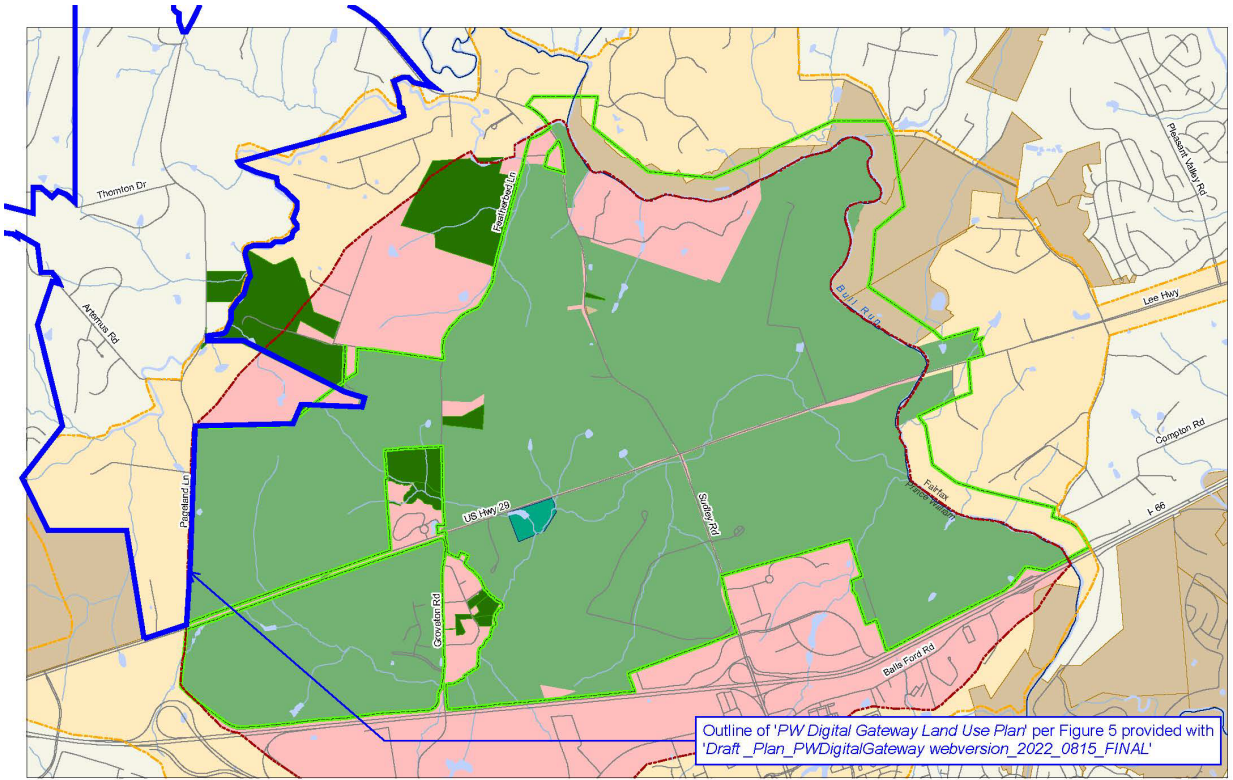 Pleasant Valley Rd
Thornton Dr
Featherbed Ln
Artemus Rd
Bull Run
Lee Hwy
Compton Rd
Pageland Ln
US Hwy 29
Sudley Rd
Fairfax
Prince William
I 66
Groveton Rd
Balls Ford Rd
Outline of 'PW Digital Gateway Land Use Plan' per Figure 5 provided with
'Draft _Plan_PWDigitalGateway webversion_2022_0815_FINAL'